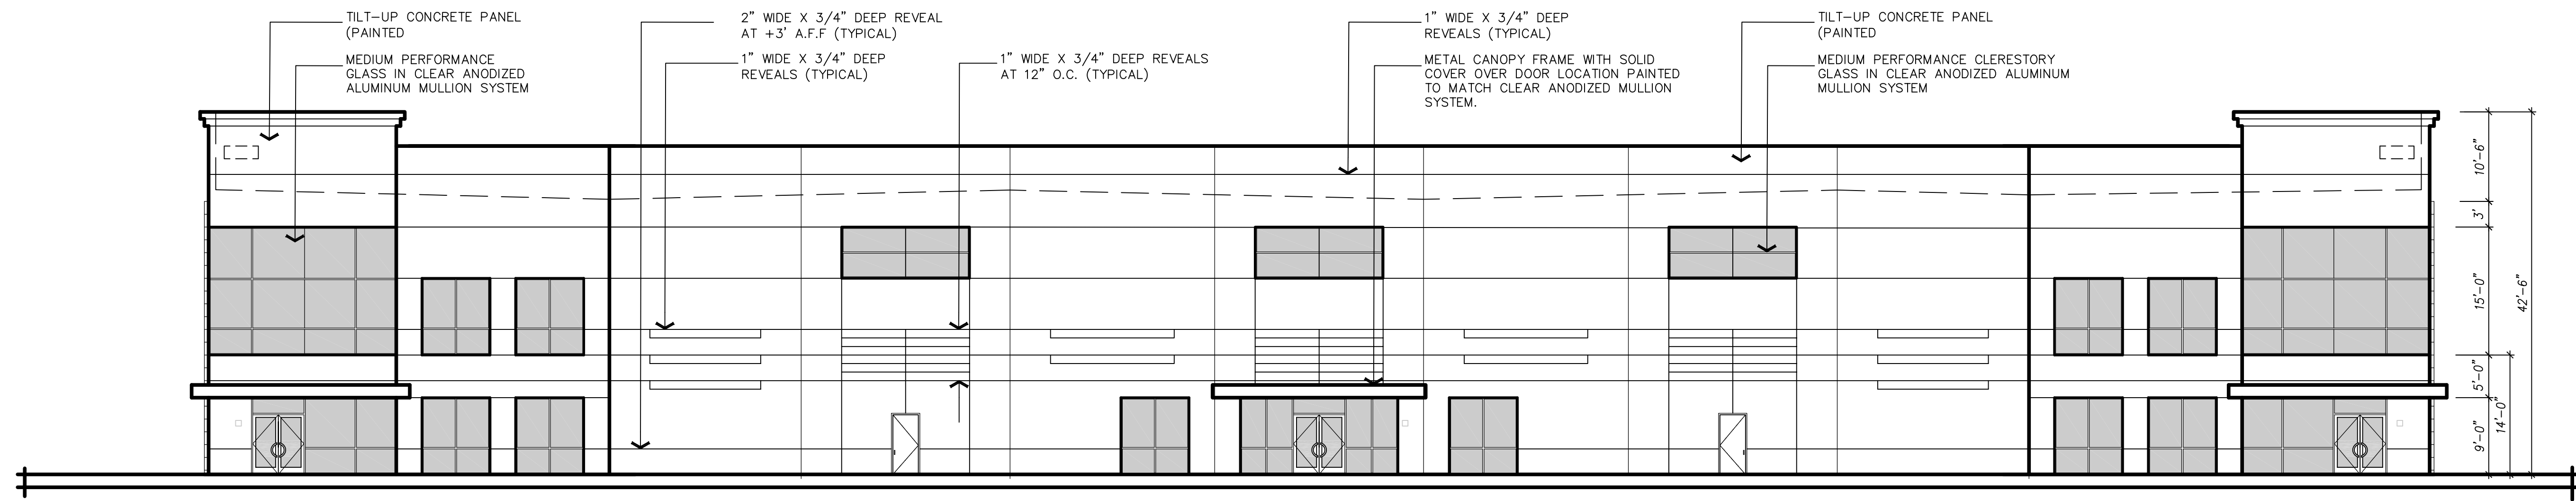 TILT-UP CONCRETE PANEL
(PAINTED
MEDIUM PERFORMANCE
GLASS IN CLEAR ANODIZED
ALUMINUM MULLION SYSTEM
2" WIDE X 3/4" DEEP REVEAL
AT +3' A.F.F (TYPICAL)
1" WIDE X 3/4" DEEP
REVEALS (TYPICAL)
1" WIDE X 3/4" DEEP REVEALS
AT 12" O.C. (TYPICAL)
1" WIDE X 3/4" DEEP
REVEALS (TYPICAL)
METAL CANOPY FRAME WITH SOLID
COVER OVER DOOR LOCATION PAINTED
TO MATCH CLEAR ANODIZED MULLION
SYSTEM.
TILT-UP CONCRETE PANEL
(PAINTED
MEDIUM PERFORMANCE CLERESTORY
GLASS IN CLEAR ANODIZED ALUMINUM
MULLION SYSTEM
10'-6"
3'
15'-0"
42'-6"
5'-0"
14'-0"
9'-0"